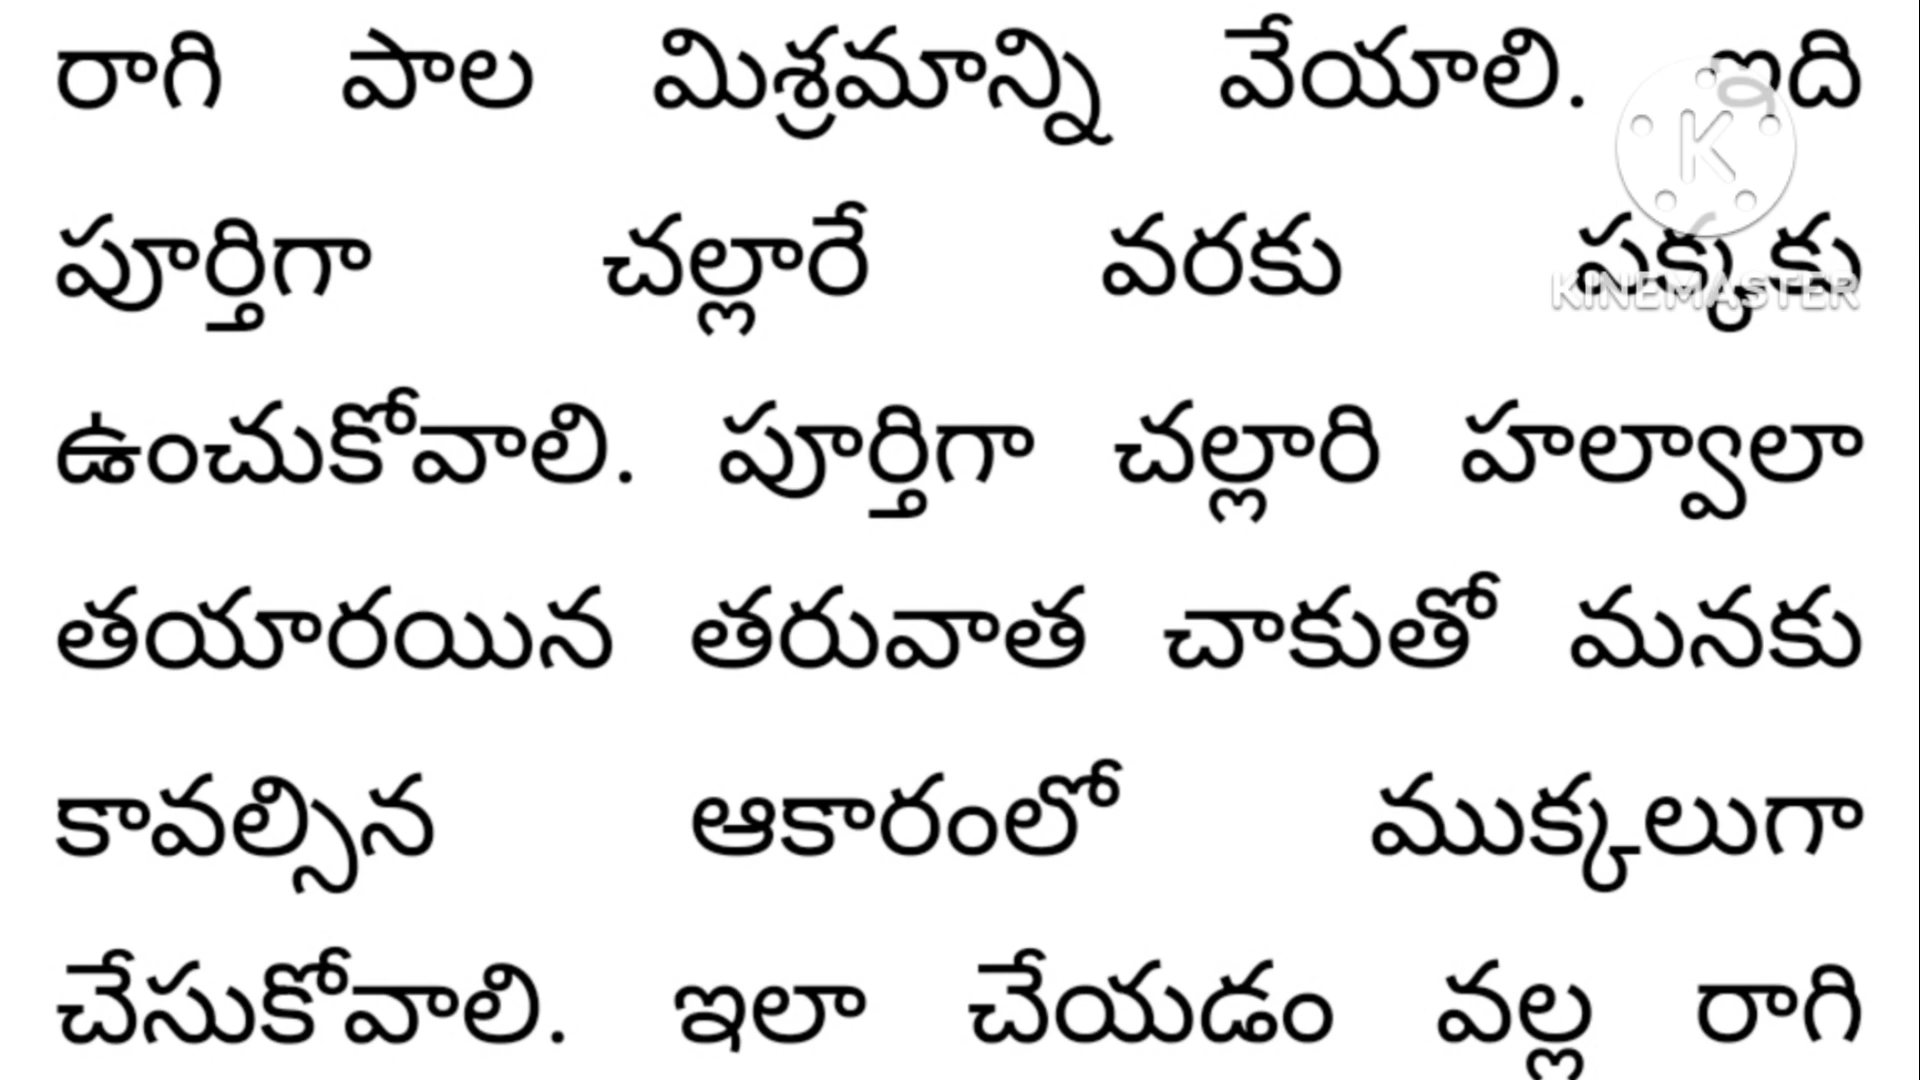 రాగి పాల మిశ్రమాన్ని వేయాలి. ఇది
పూర్తిగా చల్లారే వరకు పక్కకు
KINEMASTER
ఉంచుకోవాలి. పూర్తిగా చల్లారి హల్వాలా
తయారయిన తరువాత చాకుతో మనకు
కావల్సిన ఆకారంలో ముక్కలుగా
చేసుకోవాలి. ఇలా చేయడం వల్ల రాగి